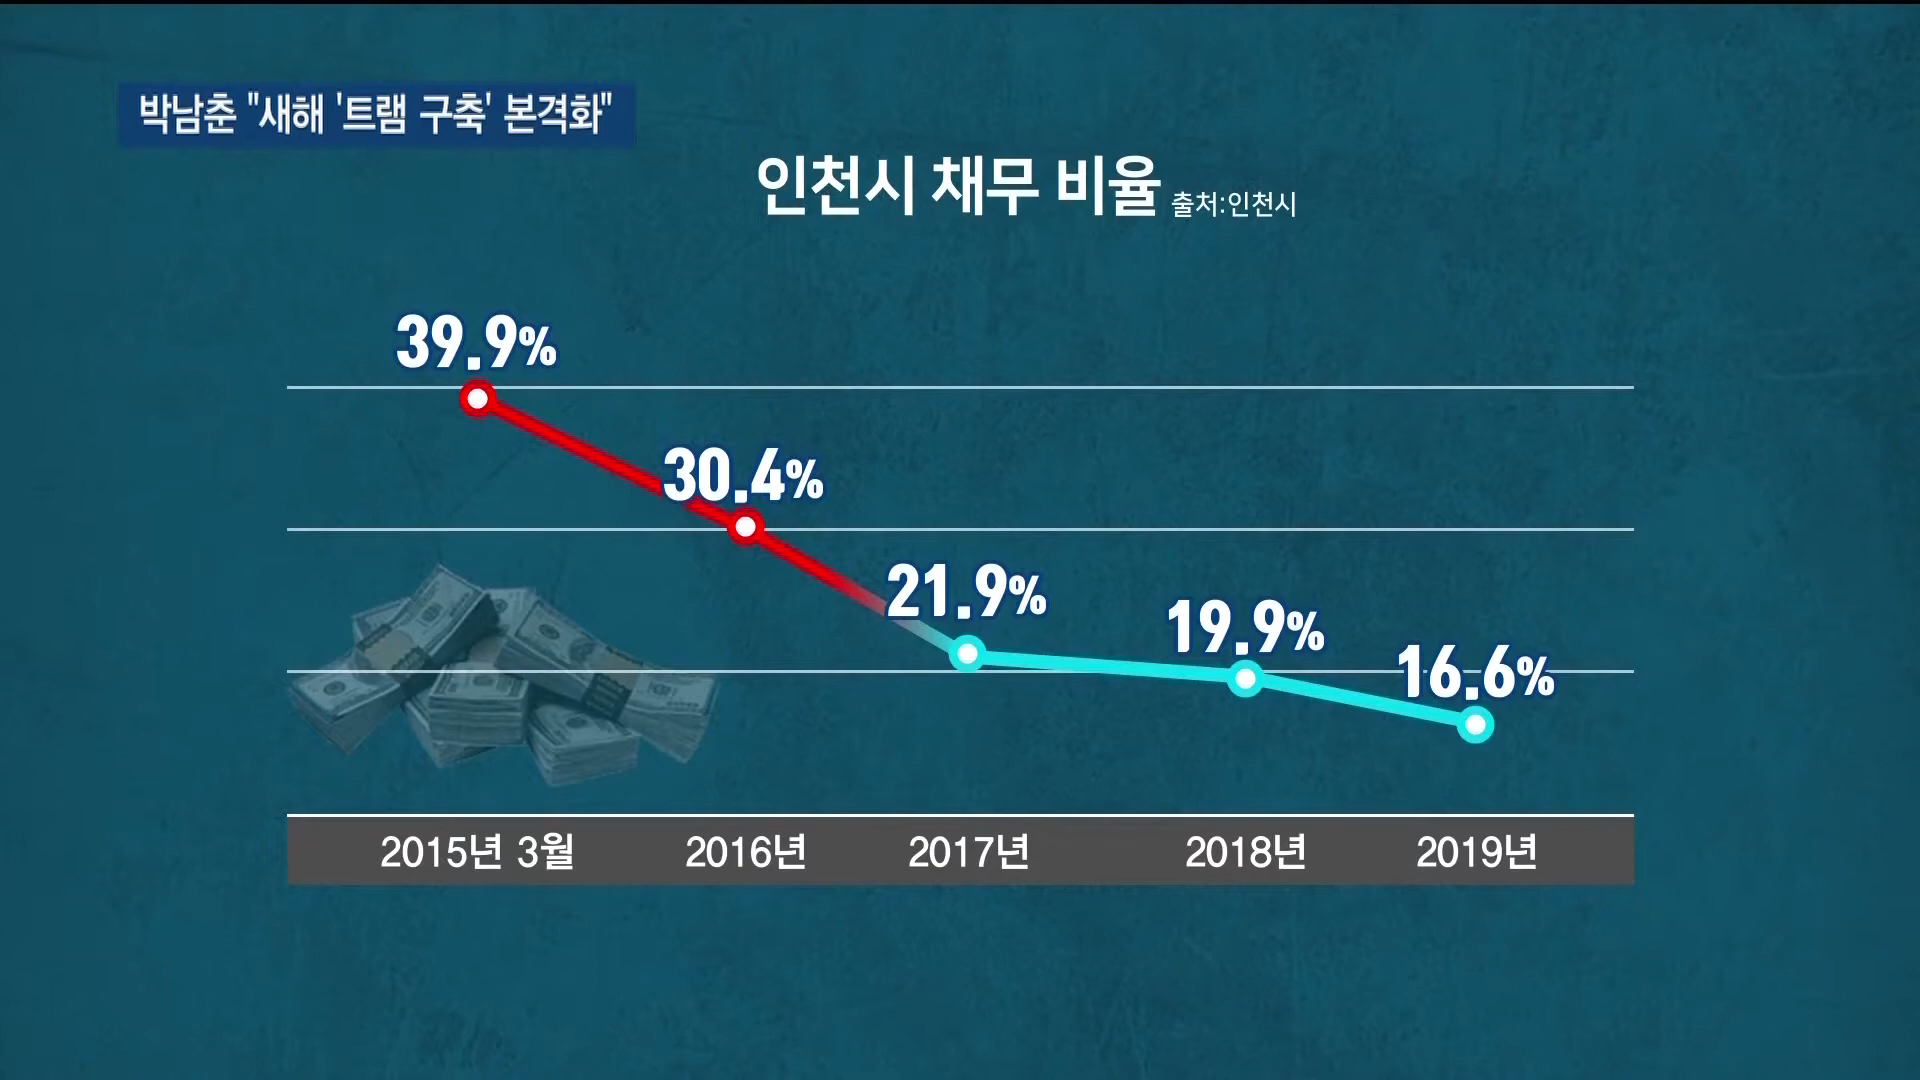 박남춘 "새해 '트램 구축' 본격화"
인천시 채무 비율 출처:인천시
39.9%
30.4%
21.9%
19.9%
16.6%
2015년 3월 2016년 2017년 2018년 2019년